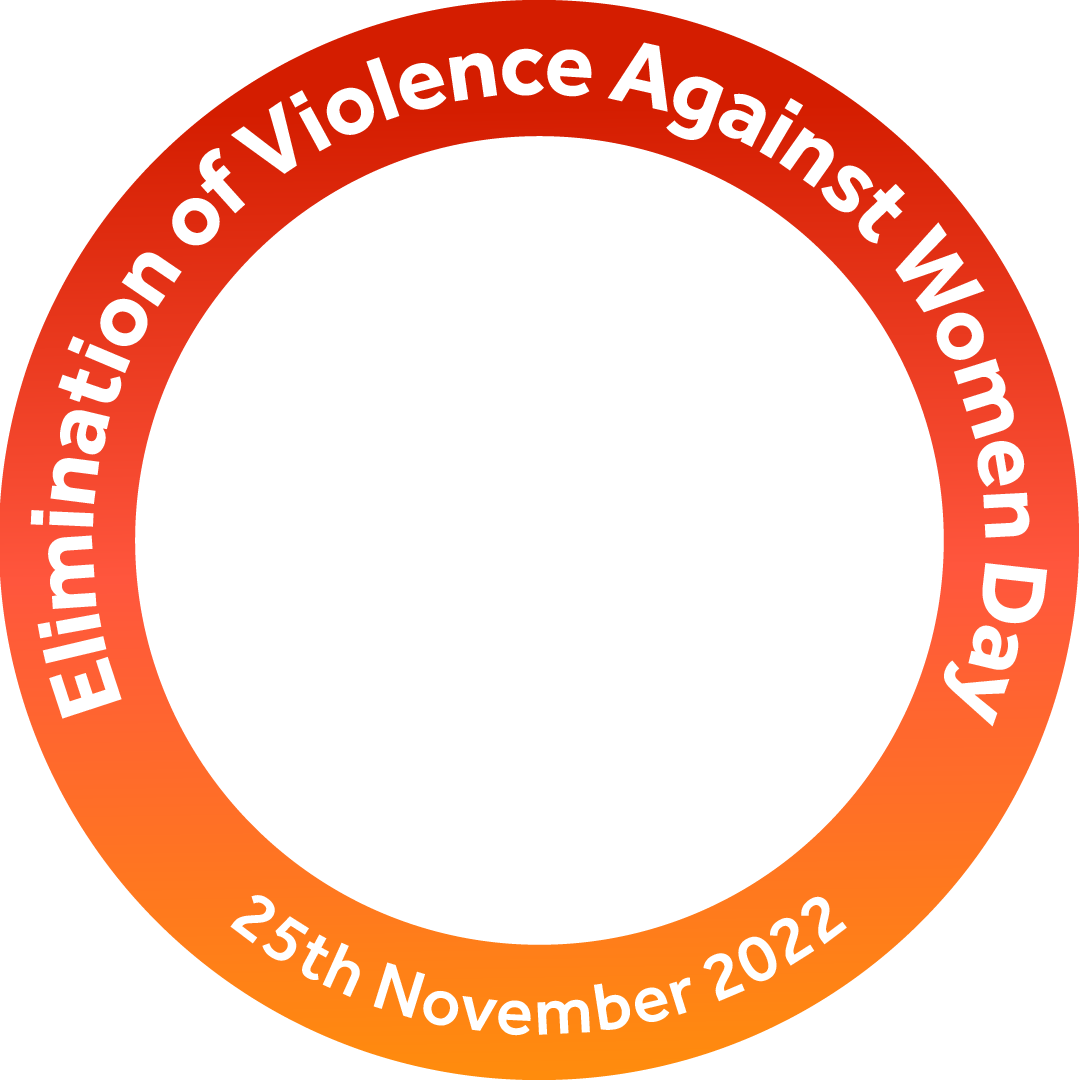 Elimination of Violence Against Women Day
25th November 2022